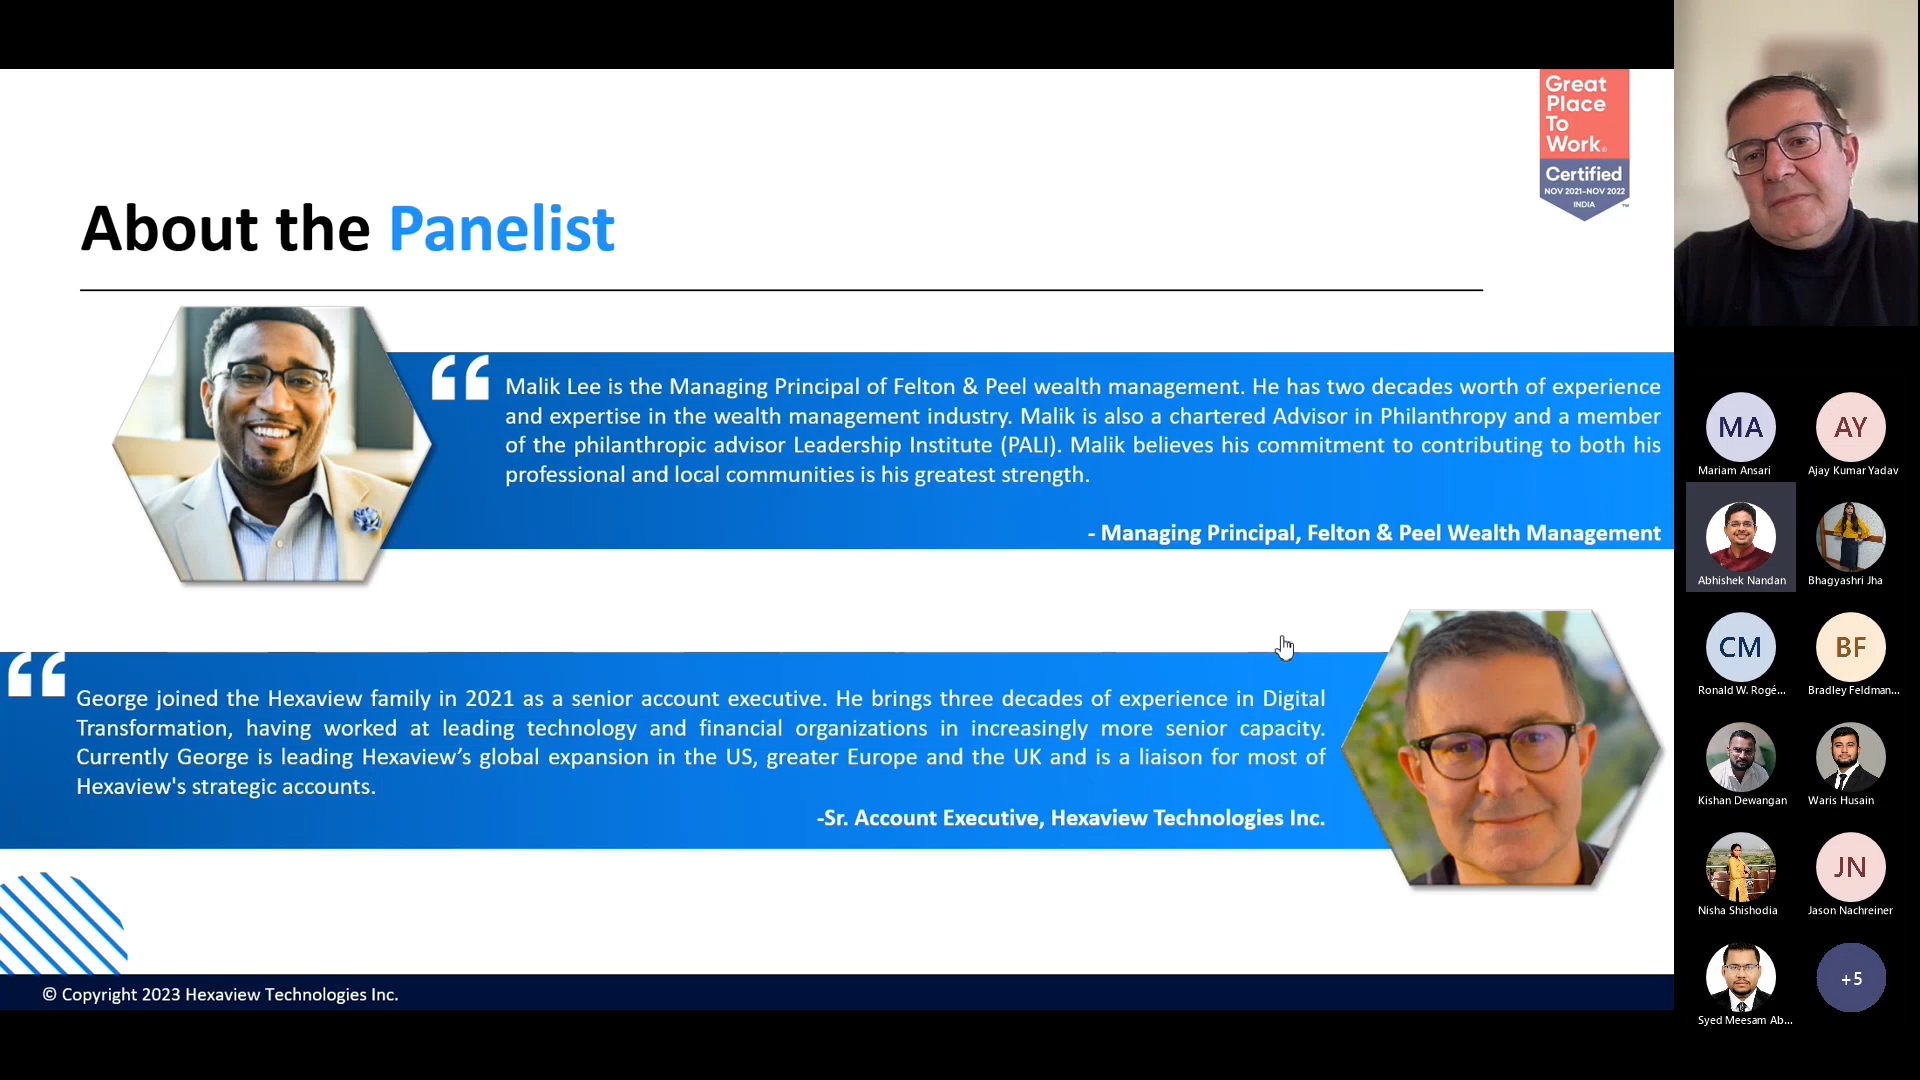 Great
Place
To
Work®
Certified
NOV 2021-NOV 2022
INDIA
™
About the Panelist
“
Malik Lee is the Managing Principal of Felton & Peel wealth management. He has two decades worth of experience
and expertise in the wealth management industry. Malik is also a chartered Advisor in Philanthropy and a member
of the philanthropic advisor Leadership Institute (PALI). Malik believes his commitment to contributing to both his
professional and local communities is his greatest strength.
- Managing Principal, Felton & Peel Wealth Management
“
George joined the Hexaview family in 2021 as a senior account executive. He brings three decades of experience in Digital
Transformation, having worked at leading technology and financial organizations in increasingly more senior capacity.
Currently George is leading Hexaview’s global expansion in the US, greater Europe and the UK and is a liaison for most of
Hexaview's strategic accounts.
-Sr. Account Executive, Hexaview Technologies Inc.
© Copyright 2023 Hexaview Technologies Inc.
MA
Mariam Ansari
AY
Ajay Kumar Yadav
Abhishek Nandan
Bhagyashri Jha
CM
Ronald W. Rogé...
BF
Bradley Feldman...
Kishan Dewangan
Waris Husain
Nisha Shishodia
JN
Jason Nachreiner
Syed Meesam Ab...
+5